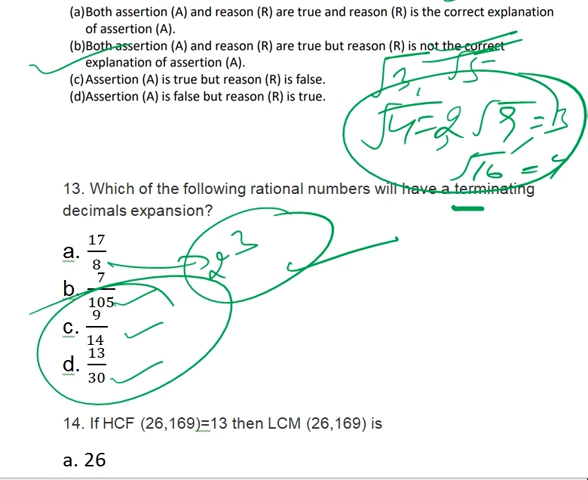 (a)Both assertion (A) and reason (R) are true and reason (R) is the correct explanation
of assertion (A).
(b)Both assertion (A) and reason (R) are true but reason (R) is not the correct
explanation of assertion (A).
(c)Assertion (A) is true but reason (R) is false.
(d)Assertion (A) is false but reason (R) is true.
√3, √5
√4=2 √9=3
√16=4
13. Which of the following rational numbers will have a terminating
decimals expansion?
a. 17/8 → 2³
b. 7/105
c. 9/14
d. 13/30
14. If HCF (26,169)=13 then LCM (26,169) is
a. 26